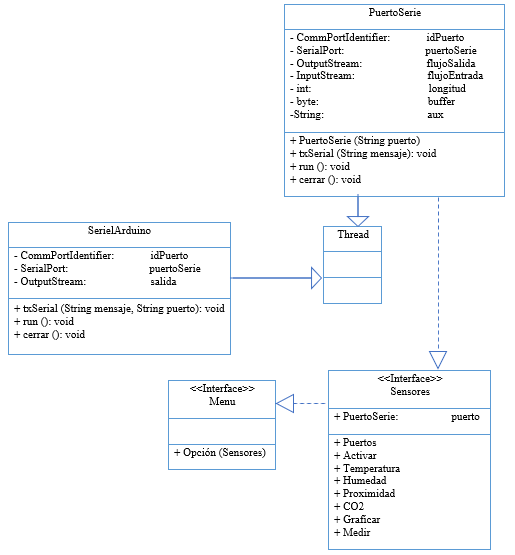 PuertoSerie
- CommPortIdentifier: idPuerto
- SerialPort: puertoSerie
- OutputStream: flujoSalida
- InputStream: flujoEntrada
- int: longitud
- byte: buffer
-String: aux
+ PuertoSerie (String puerto)
+ txSerial (String mensaje): void
+ run (): void
+ cerrar (): void
SerielArduino
- CommPortIdentifier: idPuerto
- SerialPort: puertoSerie
- OutputStream: salida
+ txSerial (String mensaje, String puerto): void
+ run (): void
+ cerrar (): void
Thread
<<Interface>>
Menu
+ Opción (Sensores)
<<Interface>>
Sensores
+ PuertoSerie: puerto
+ Puertos
+ Activar
+ Temperatura
+ Humedad
+ Proximidad
+ CO2
+ Graficar
+ Medir